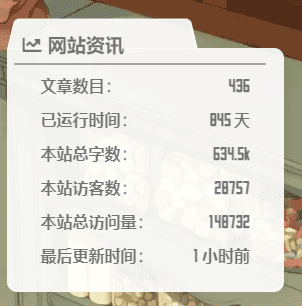 网站资讯
文章数目： 436
已运行时间： 845 天
本站总字数： 634.5k
本站访客数： 28757
本站总访问量： 148732
最后更新时间： 1 小时前